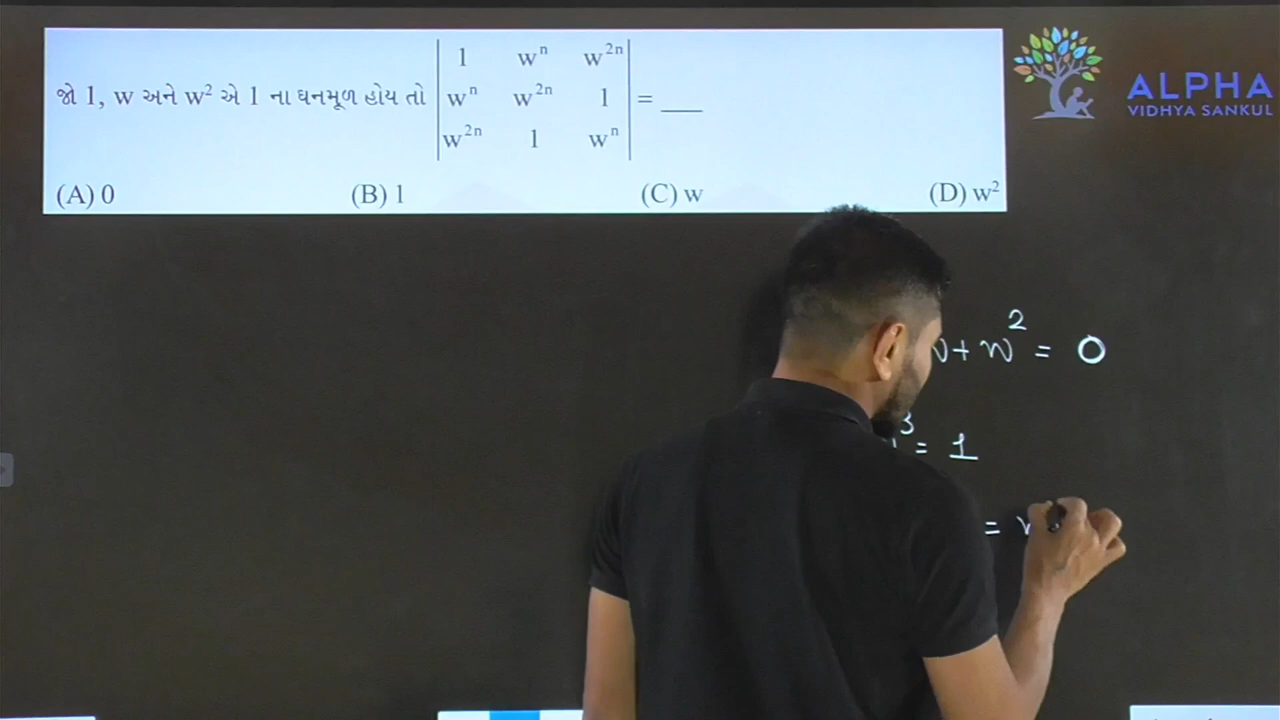 જો 1, w અને w² એ 1 ના ઘનમૂળ હોય તો | 1 wⁿ w²ⁿ |
| wⁿ w²ⁿ 1 | = ___
| w²ⁿ 1 wⁿ |
(A) 0 (B) 1 (C) w (D) w²
ALPHA
VIDHYA SANKUL
+ w² = 0
³ = 1
=